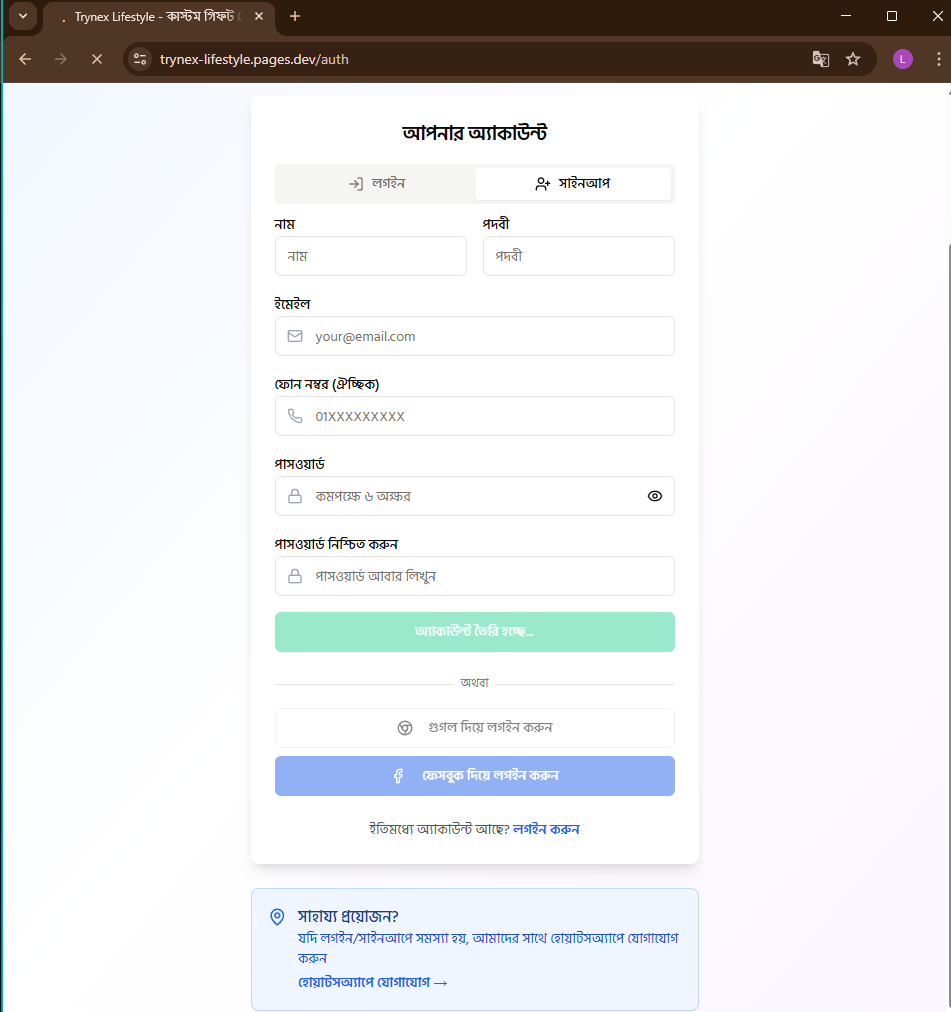 Trynex Lifestyle - কাস্টম গিফট
trynex-lifestyle.pages.dev/auth
L
আপনার অ্যাকাউন্ট
লগইন
সাইনআপ
নাম
পদবী
নাম
পদবী
ইমেইল
your@email.com
ফোন নম্বর (ঐচ্ছিক)
01XXXXXXXXX
পাসওয়ার্ড
কমপক্ষে ৬ অক্ষর
পাসওয়ার্ড নিশ্চিত করুন
পাসওয়ার্ড আবার লিখুন
অ্যাকাউন্ট তৈরি হচ্ছে...
অথবা
গুগল দিয়ে লগইন করুন
ফেসবুক দিয়ে লগইন করুন
ইতিমধ্যে অ্যাকাউন্ট আছে? লগইন করুন
সাহায্য প্রয়োজন?
যদি লগইন/সাইনআপে সমস্যা হয়, আমাদের সাথে হোয়াটসঅ্যাপে যোগাযোগ
করুন
হোয়াটসঅ্যাপে যোগাযোগ →